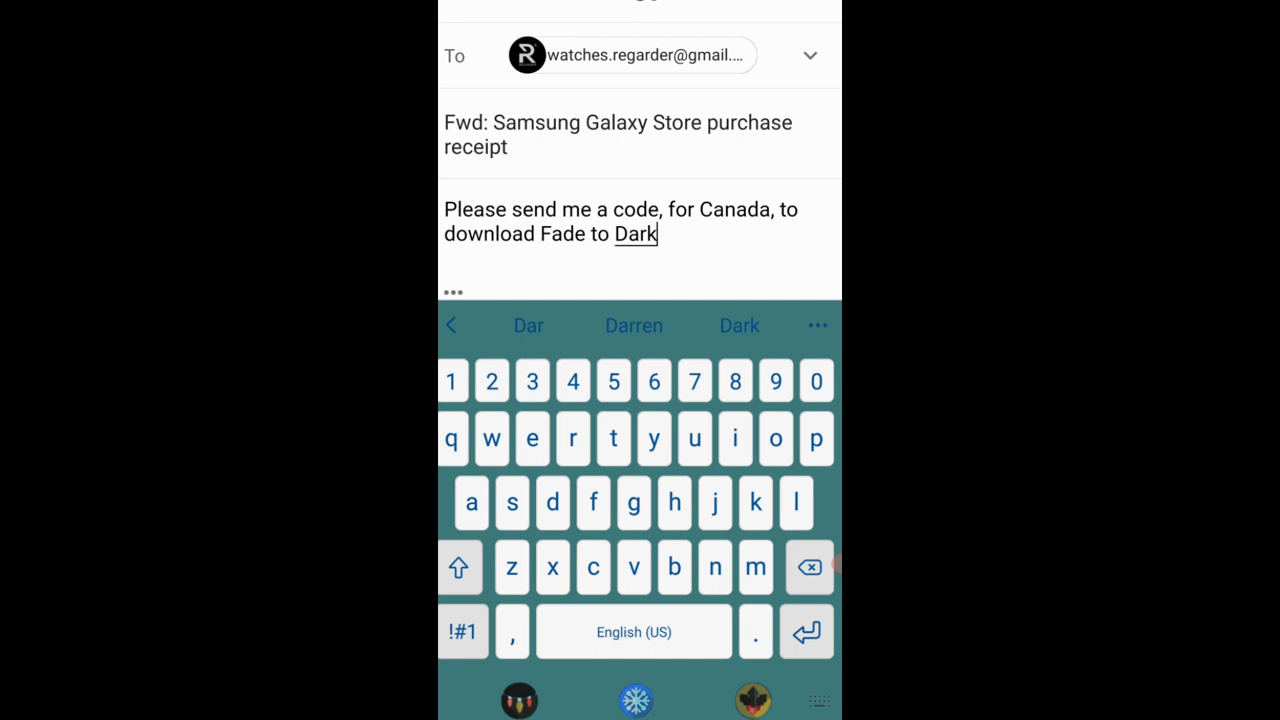 To watches.regarder@gmail....
Fwd: Samsung Galaxy Store purchase
receipt
Please send me a code, for Canada, to
download Fade to Dark
Dar Darren Dark
1 2 3 4 5 6 7 8 9 0
q w e r t y u i o p
a s d f g h j k l
z x c v b n m
!#1 , English (US) .